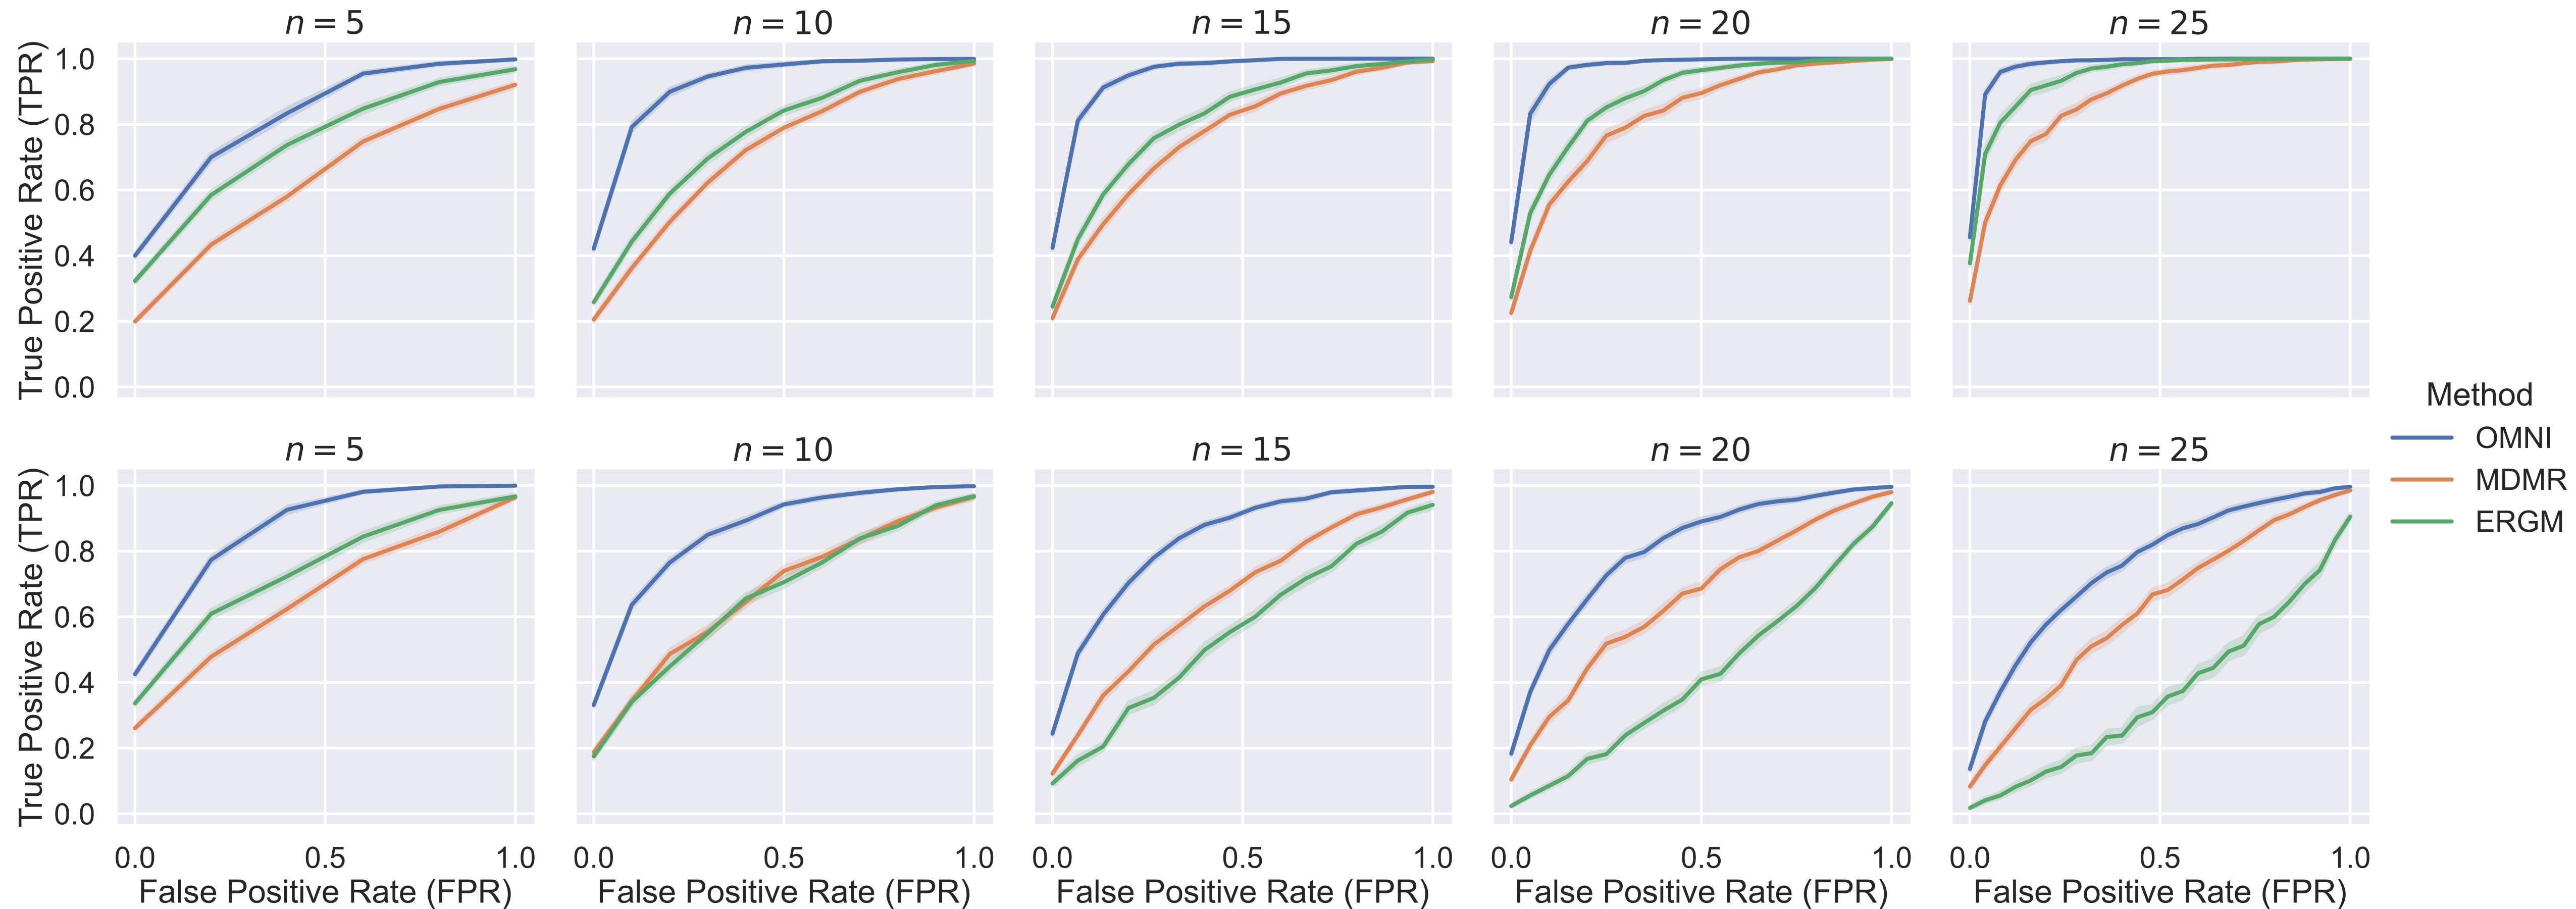 n = 5 n = 10 n = 15 n = 20 n = 25
True Positive Rate (TPR)
1.0
0.8
0.6
0.4
0.2
0.0
Method
OMNI
MDMR
ERGM
n = 5 n = 10 n = 15 n = 20 n = 25
True Positive Rate (TPR)
1.0
0.8
0.6
0.4
0.2
0.0
0.0 0.5 1.0 0.0 0.5 1.0 0.0 0.5 1.0 0.0 0.5 1.0 0.0 0.5 1.0
False Positive Rate (FPR) False Positive Rate (FPR) False Positive Rate (FPR) False Positive Rate (FPR) False Positive Rate (FPR)